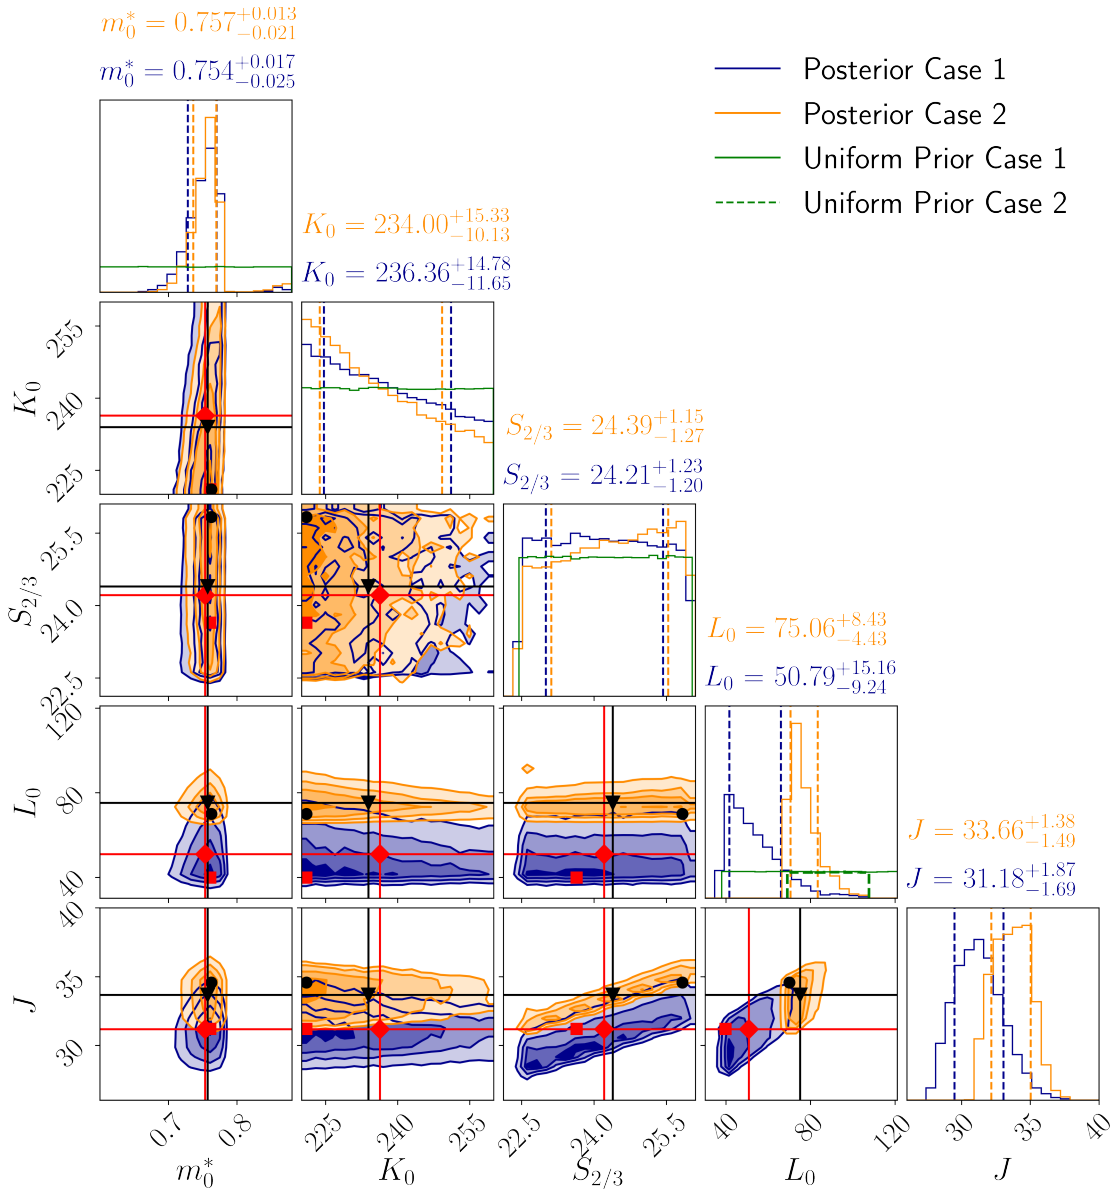 m₀* = 0.757 +0.013 −0.021
m₀* = 0.754 +0.017 −0.025
Posterior Case 1
Posterior Case 2
Uniform Prior Case 1
Uniform Prior Case 2
K₀ = 234.00 +15.33 −10.13
K₀ = 236.36 +14.78 −11.65
255
240
225
K₀
S₂/₃ = 24.39 +1.15 −1.27
S₂/₃ = 24.21 +1.23 −1.20
25.5
24.0
22.5
S₂/₃
L₀ = 75.06 +8.43 −4.43
L₀ = 50.79 +15.16 −9.24
120
80
40
L₀
J = 33.66 +1.38 −1.49
J = 31.18 +1.87 −1.69
40
35
30
J
0.7 0.8 225 240 255 22.5 24.0 25.5 40 80 120 30 35 40
m₀* K₀ S₂/₃ L₀ J